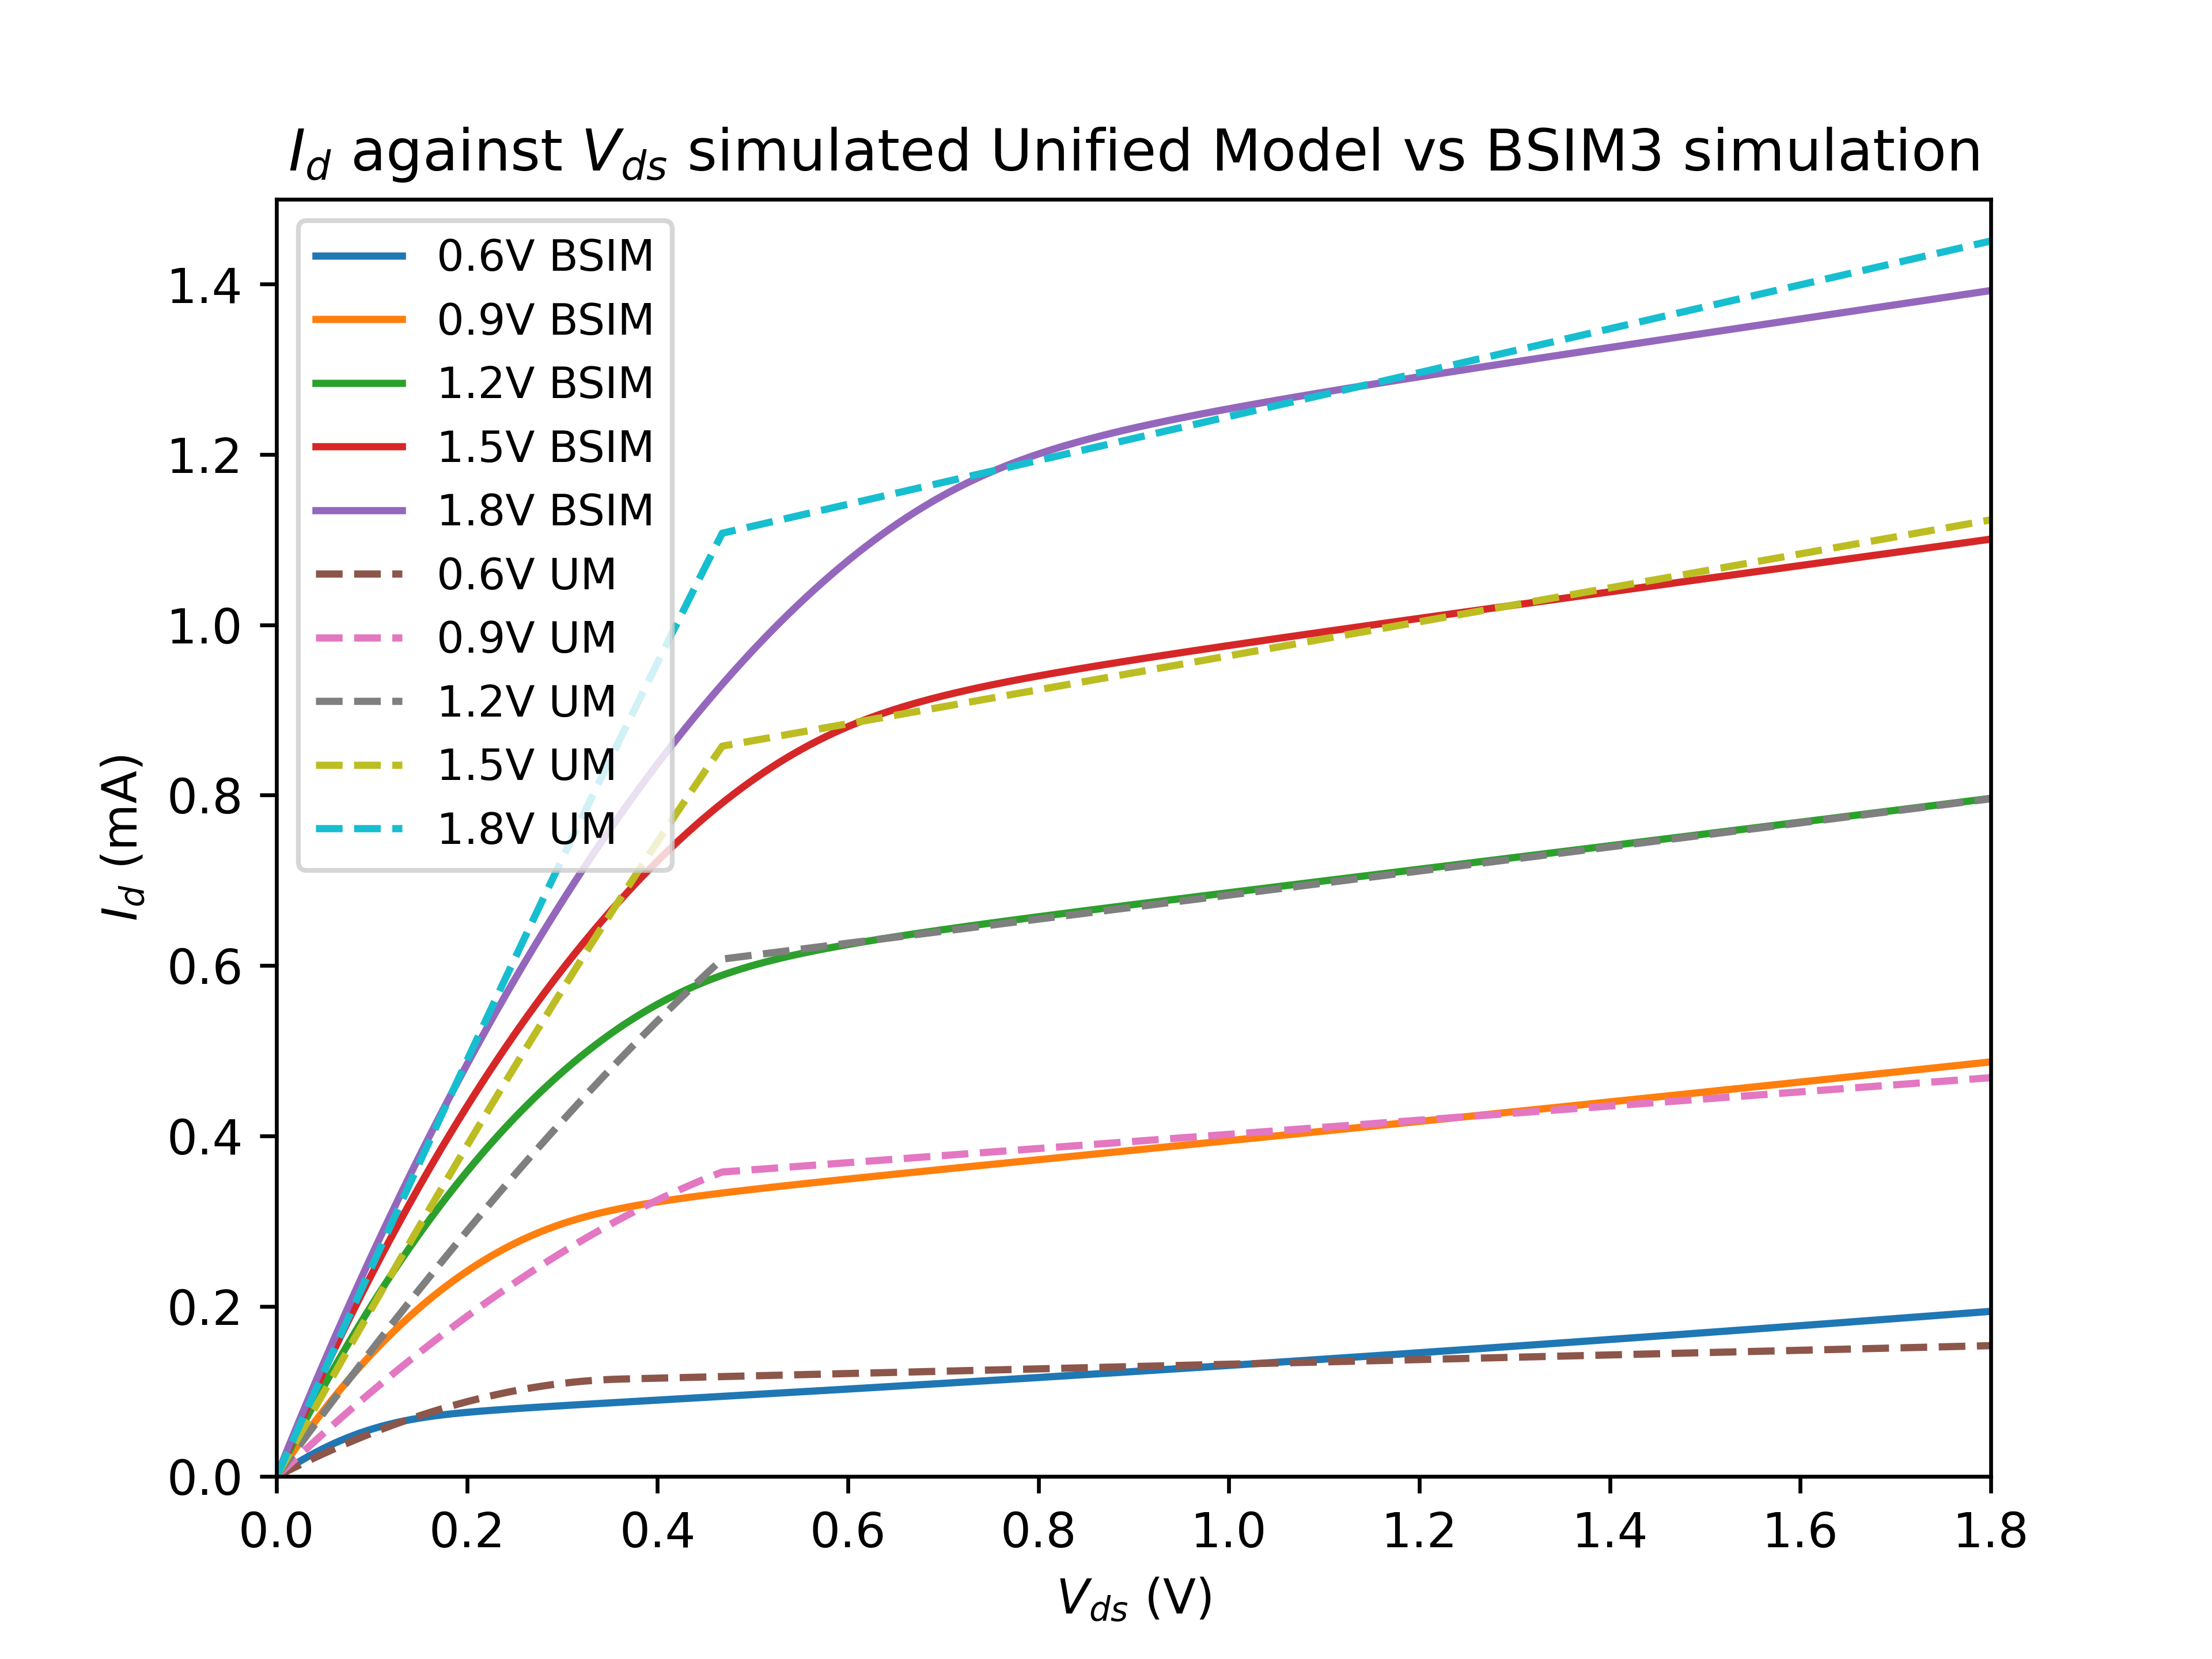 I_d against V_ds simulated Unified Model vs BSIM3 simulation
0.6V BSIM
0.9V BSIM
1.2V BSIM
1.5V BSIM
1.8V BSIM
0.6V UM
0.9V UM
1.2V UM
1.5V UM
1.8V UM
I_d (mA)
1.4
1.2
1.0
0.8
0.6
0.4
0.2
0.0
0.0 0.2 0.4 0.6 0.8 1.0 1.2 1.4 1.6 1.8
V_ds (V)